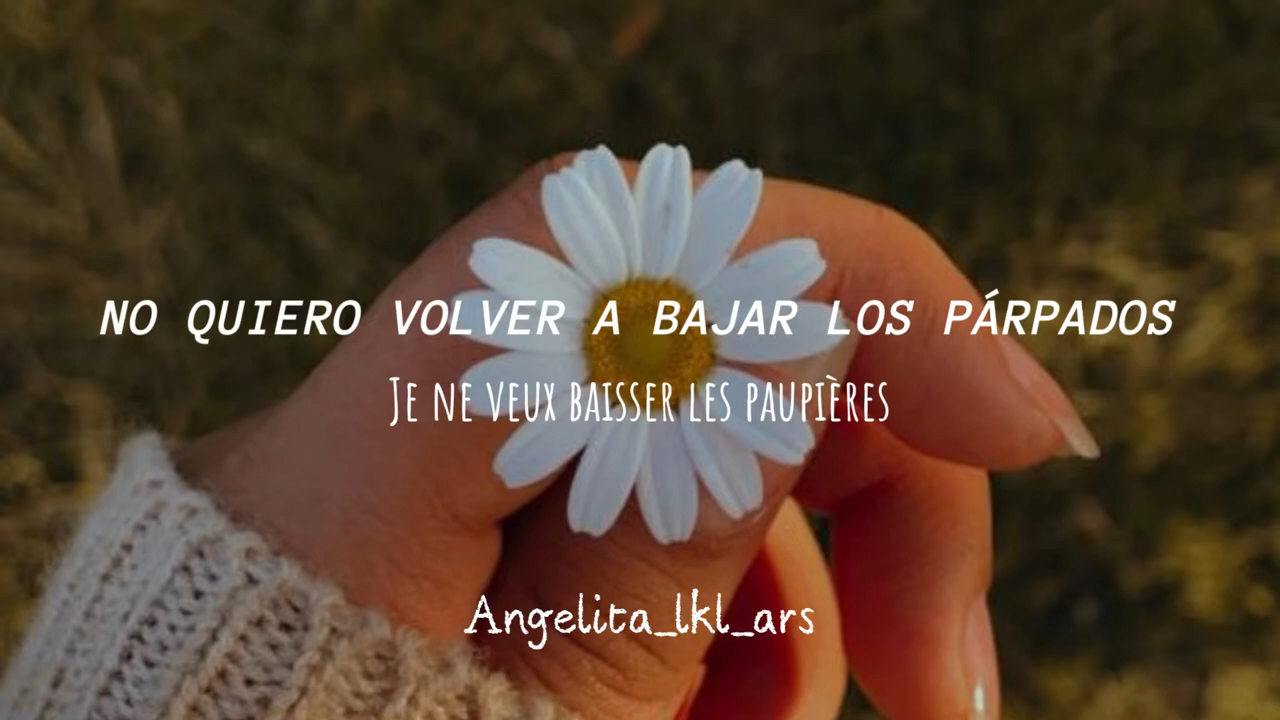 NO QUIERO VOLVER A BAJAR LOS PÁRPADOS
Je ne veux baisser les paupières
Angelita_lkl_ars